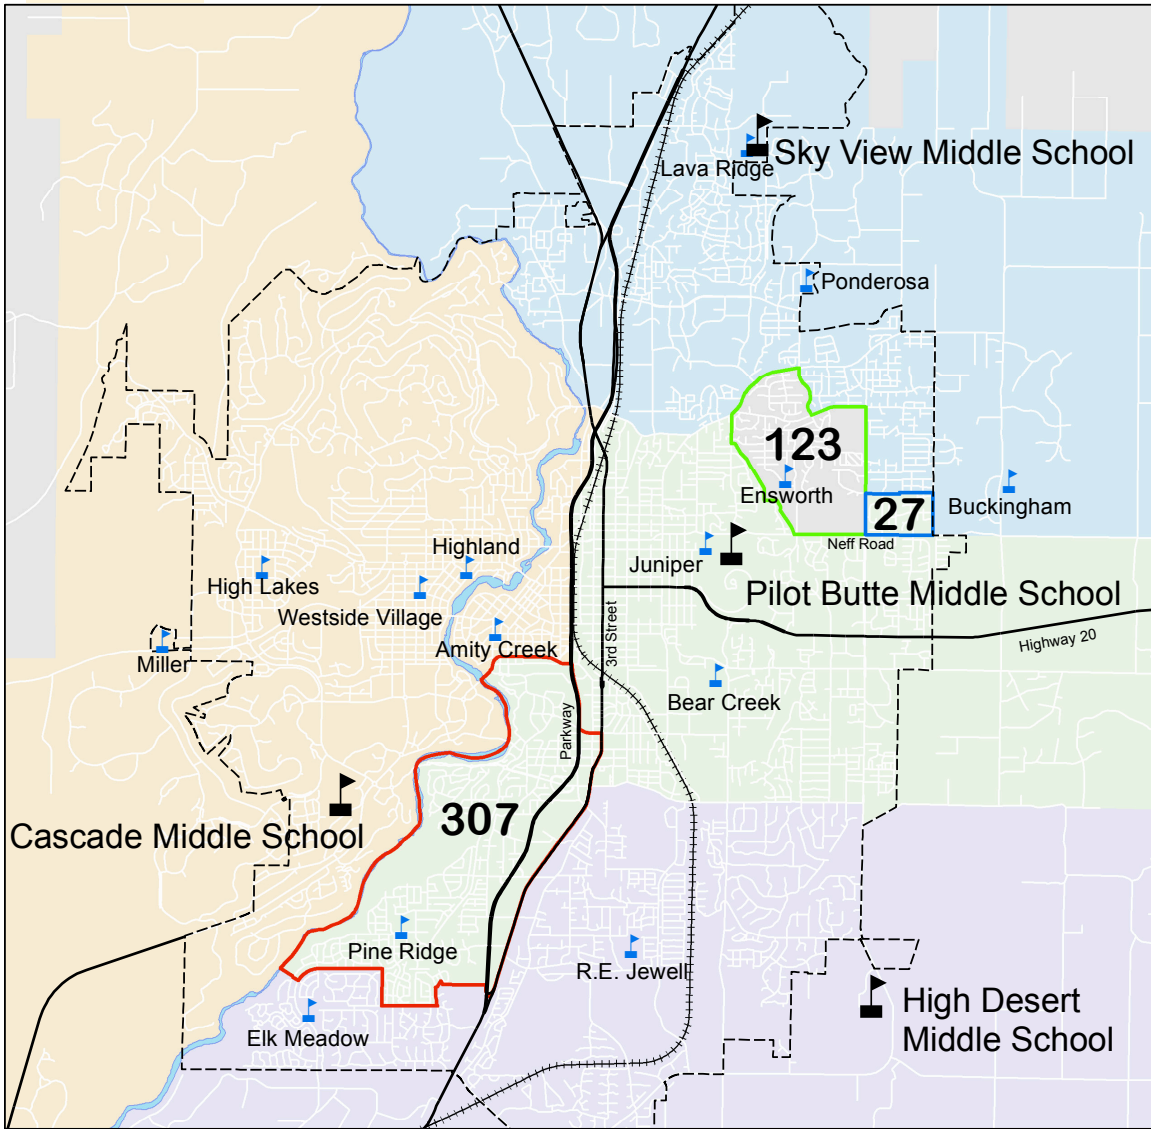 Sky View Middle School
Lava Ridge
Ponderosa
123
Ensworth
27
Buckingham
Neff Road
Highland
Juniper
High Lakes
Pilot Butte Middle School
Westside Village
Amity Creek
3rd Street
Highway 20
Miller
Bear Creek
Parkway
307
Cascade Middle School
Pine Ridge
R.E. Jewell
High Desert
Middle School
Elk Meadow